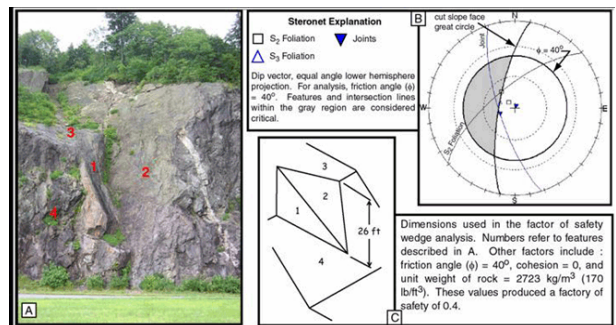 3
1
2
4
A
Steronet Explanation
S2 Foliation
Joints
S3 Foliation
Dip vector, equal angle lower hemisphere
projection. For analysis, friction angle (ϕ)
= 40o. Features and intersection lines
within the gray region are considered
critical.
B
cut slope face
great circle
N
Joint
ϕ = 40o
W
E
S2 Foliation
S
3
2
1
26 ft
4
C
Dimensions used in the factor of safety
wedge analysis. Numbers refer to features
described in A. Other factors include :
friction angle (ϕ) = 40o, cohesion = 0, and
unit weight of rock = 2723 kg/m3 (170
lb/ft3). These values produced a factory
of safety of 0.4.